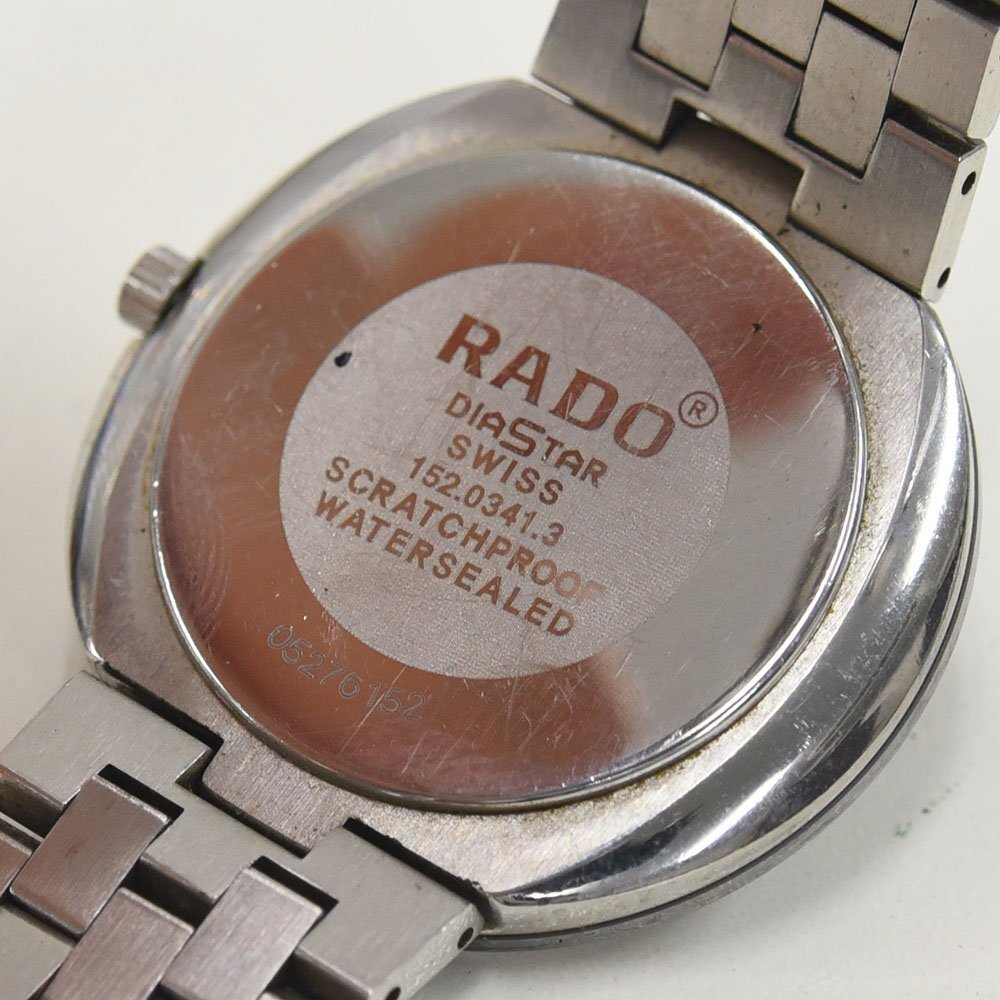 RADO®
DIASTAR
SWISS
152.0341.3
SCRATCHPROOF
WATERSEALED
05276152